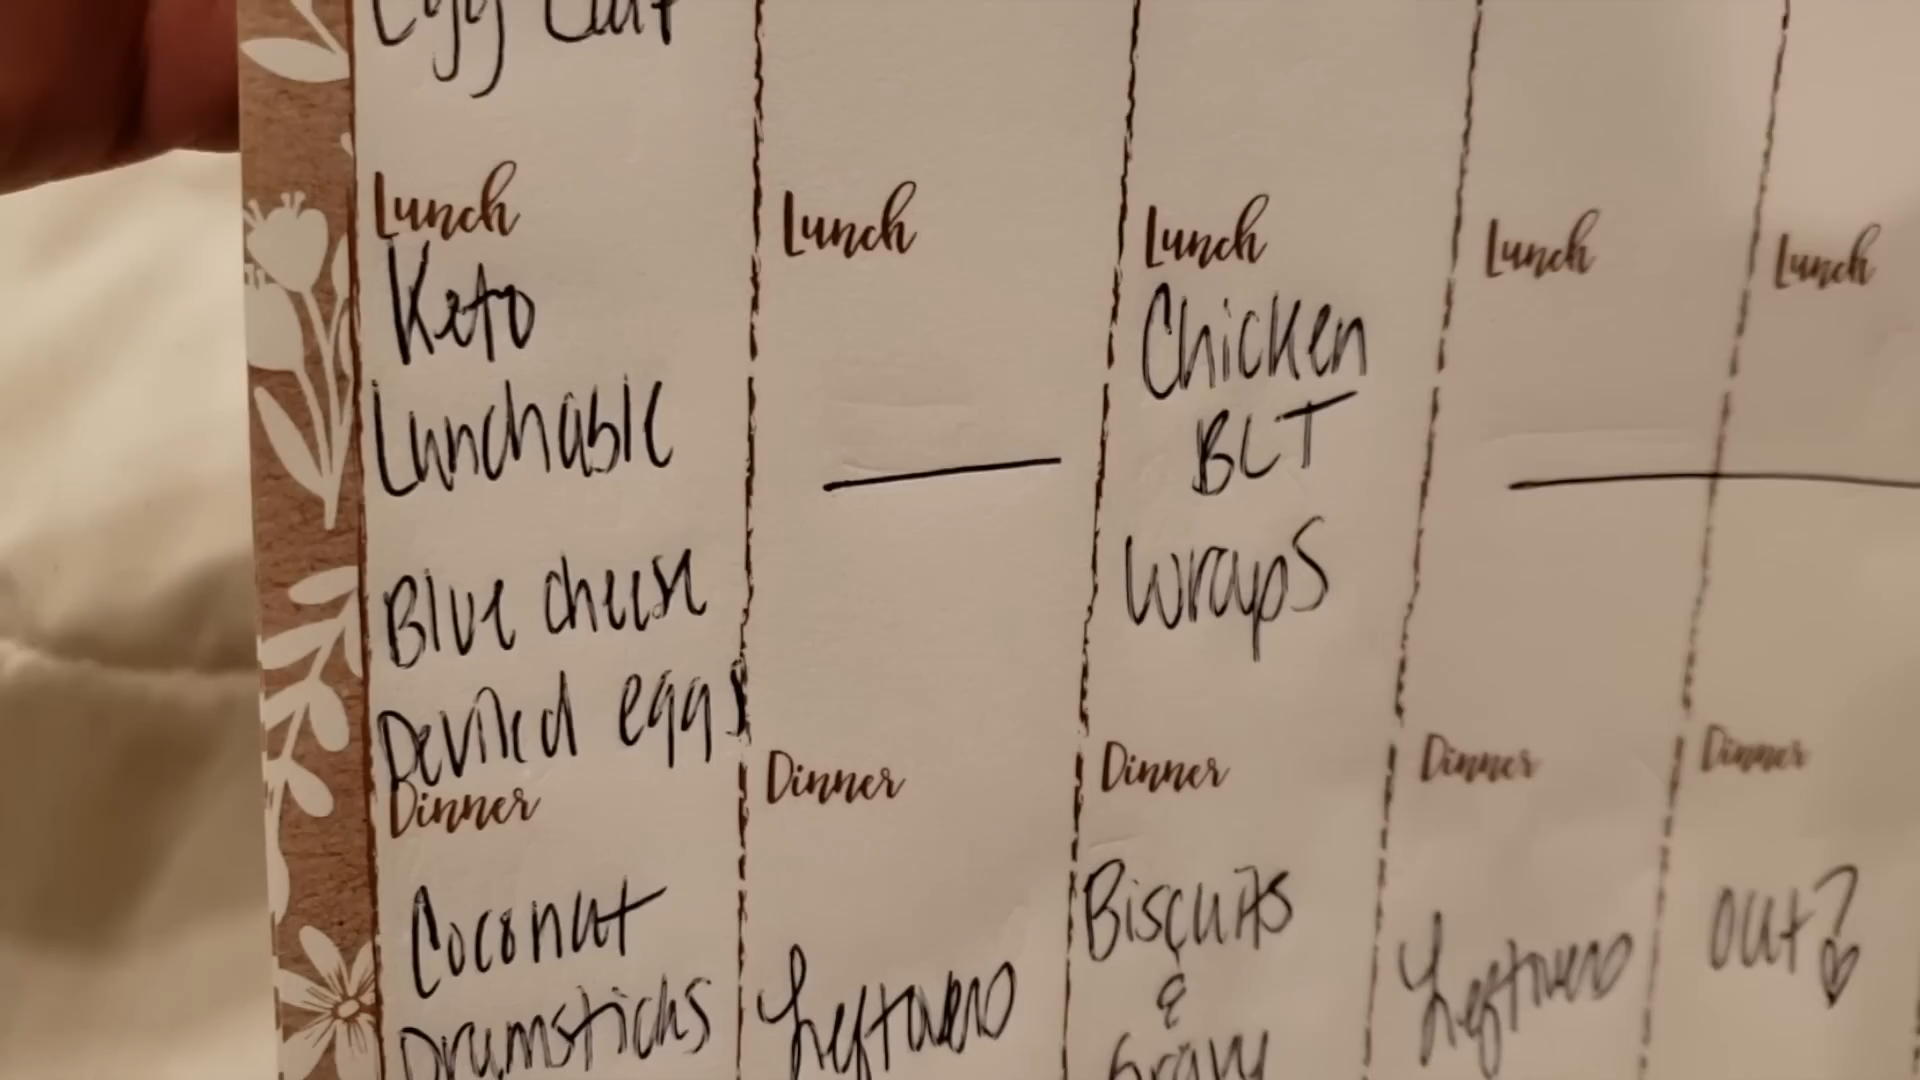 Lunch
Keto
Lunchable
Blue cheese
Deviled eggs
Dinner
Coconut
Drumsticks
Lunch
Dinner
Leftovers
Lunch
Chicken
BLT
Wraps
Dinner
Biscuits
&
Gravy
Lunch
Dinner
Leftovers
Lunch
Dinner
out?